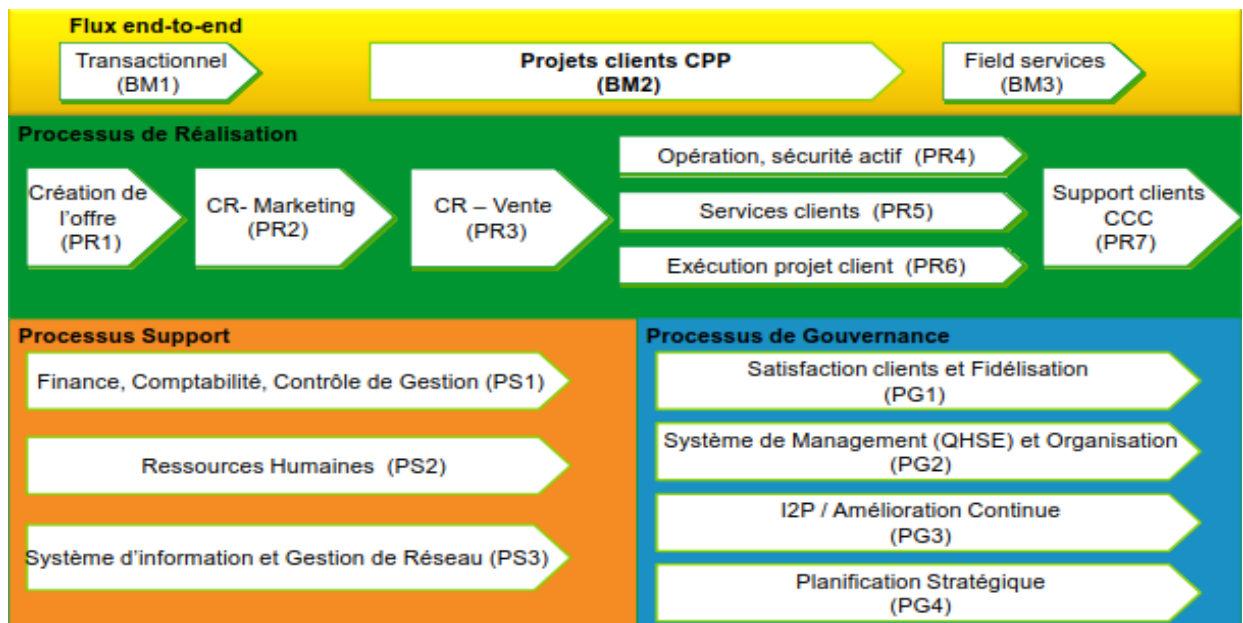 Flux end-to-end
Transactionnel
(BM1)
Projets clients CPP
(BM2)
Field services
(BM3)
Processus de Réalisation
Création de
l'offre
(PR1)
CR- Marketing
(PR2)
CR – Vente
(PR3)
Opération, sécurité actif (PR4)
Services clients (PR5)
Exécution projet client (PR6)
Support clients
CCC
(PR7)
Processus Support
Finance, Comptabilité, Contrôle de Gestion (PS1)
Ressources Humaines (PS2)
Système d'information et Gestion de Réseau (PS3)
Processus de Gouvernance
Satisfaction clients et Fidélisation
(PG1)
Système de Management (QHSE) et Organisation
(PG2)
I2P / Amélioration Continue
(PG3)
Planification Stratégique
(PG4)